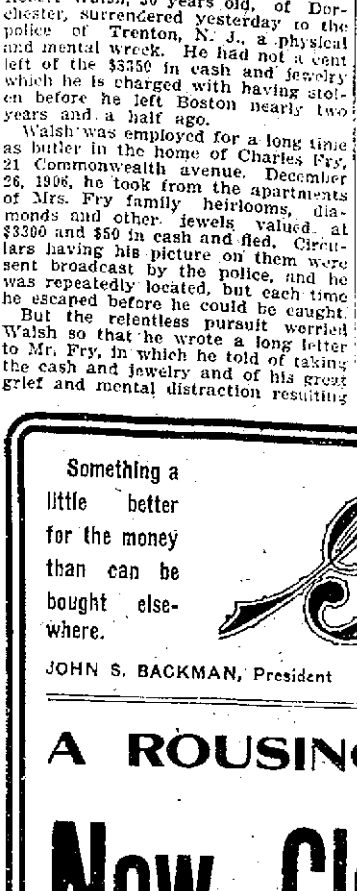 Walsh, 30 years old, of Dor-
chester, surrendered yesterday to the
police of Trenton, N. J., a physical
and mental wreck. He had not a cent
left of the $3350 in cash and jewelry
which he is charged with having stol-
en before he left Boston nearly two
years and a half ago.
Walsh was employed for a long time
as butler in the home of Charles Fry,
21 Commonwealth avenue. December
26, 1906, he took from the apartments
of Mrs. Fry family heirlooms, dia-
monds and other jewels valued at
$3300 and $50 in cash and fled. Circu-
lars having his picture on them were
sent broadcast by the police, and he
was repeatedly located, but each time
he escaped before he could be caught.
But the relentless pursuit worried
Walsh so that he wrote a long letter
to Mr. Fry, in which he told of taking
the cash and jewelry and of his great
grief and mental distraction resulting
Something a
little better
for the money
than can be
bought else-
where.
JOHN S. BACKMAN, President
A ROUSING
Now Cl